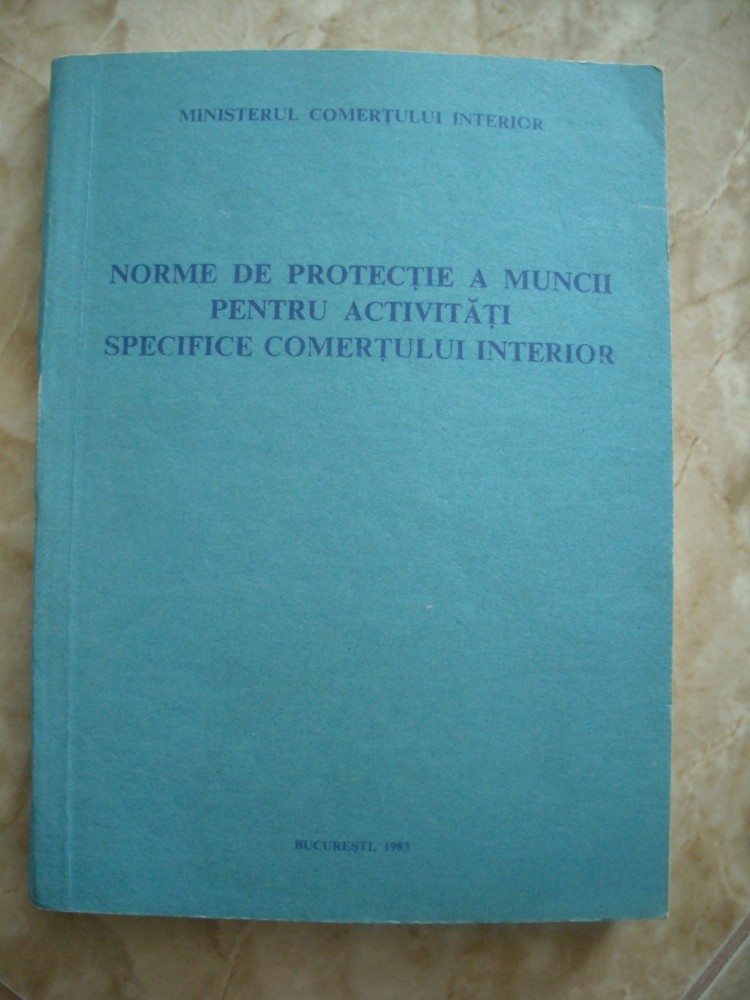 MINISTERUL COMERȚULUI INTERIOR
NORME DE PROTECȚIE A MUNCII
PENTRU ACTIVITĂȚI
SPECIFICE COMERȚULUI INTERIOR
BUCUREȘTI, 1983